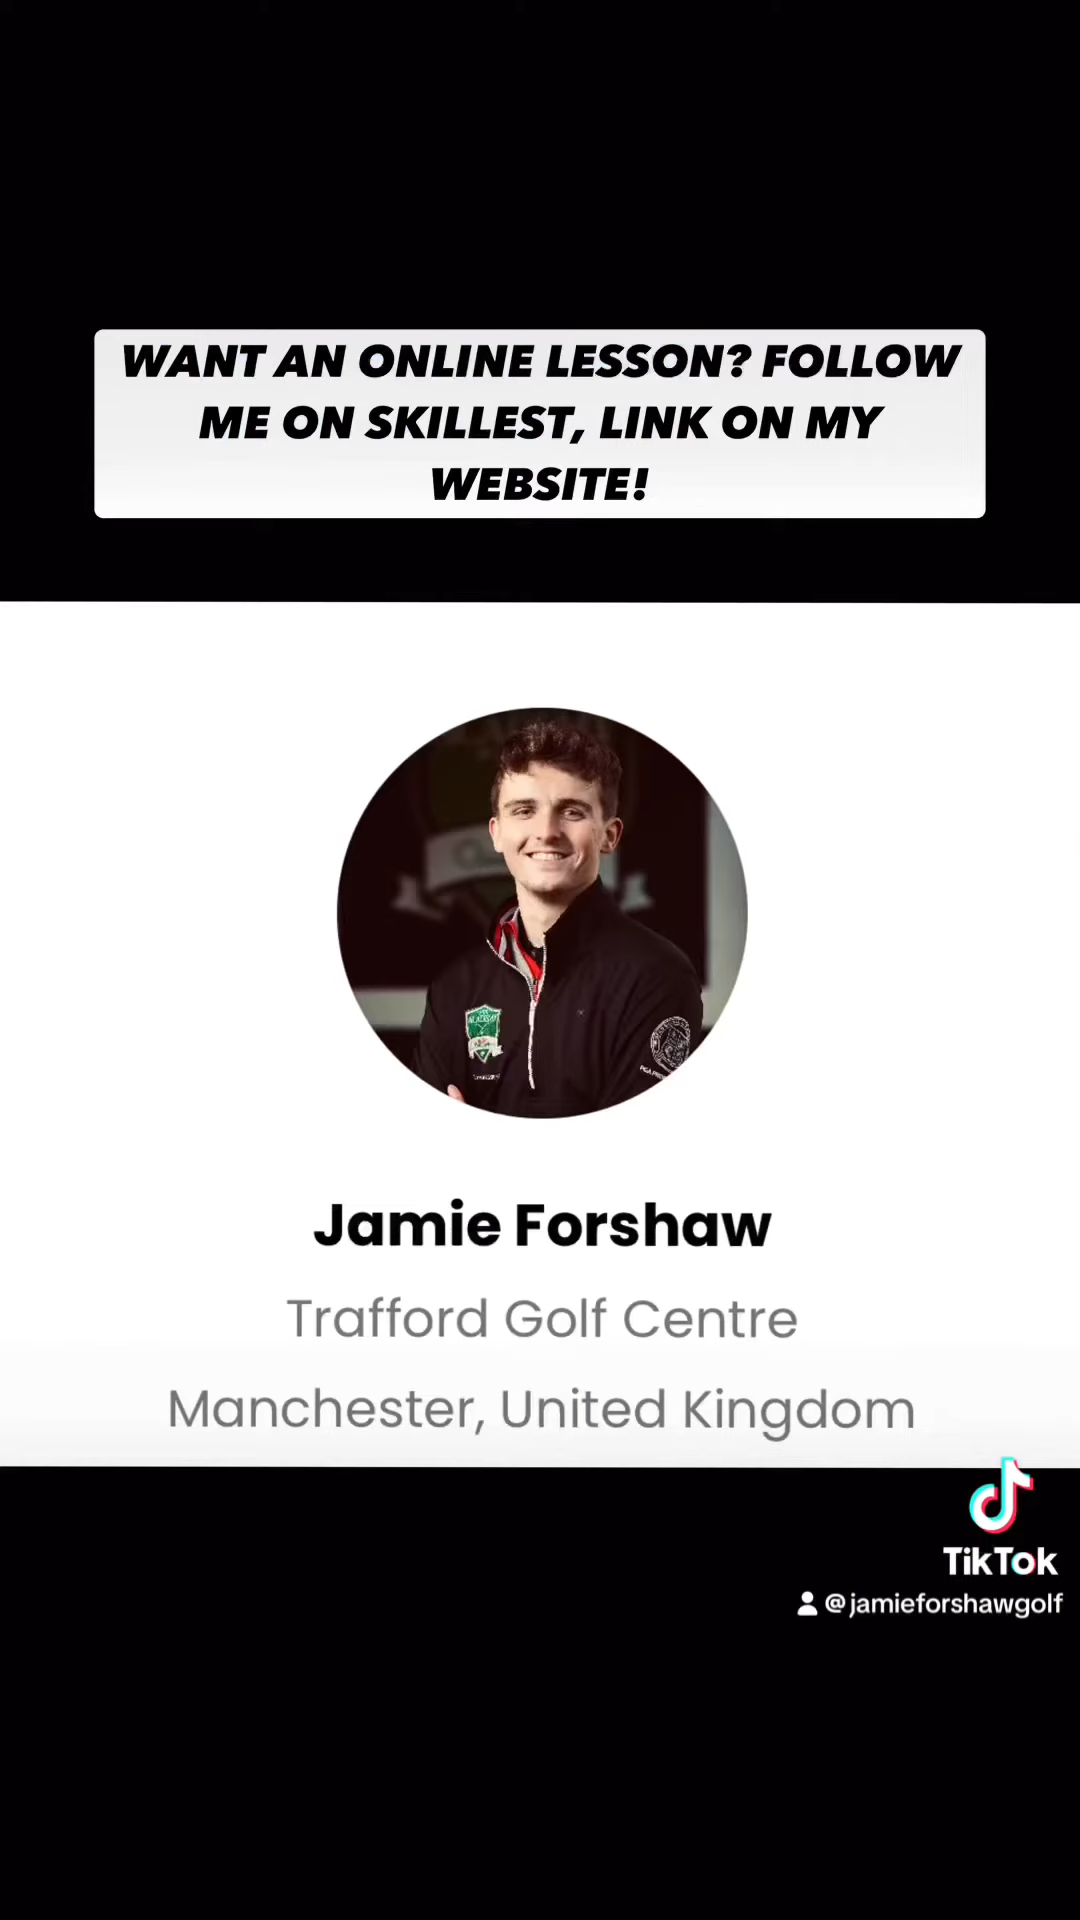 WANT AN ONLINE LESSON? FOLLOW
ME ON SKILLEST, LINK ON MY
WEBSITE!
Jamie Forshaw
Trafford Golf Centre
Manchester, United Kingdom
TikTok
@jamieforshawgolf